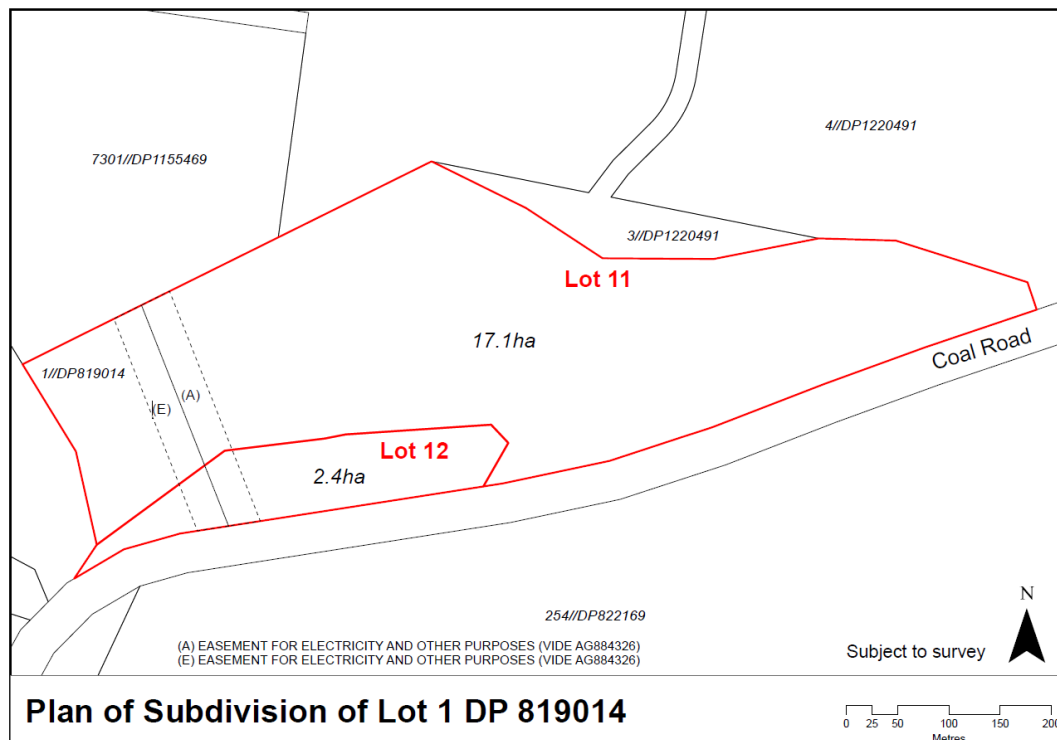 4//DP1220491
7301//DP1155469
3//DP1220491
Lot 11
17.1ha
Coal Road
1//DP819014
(A)
(E)
Lot 12
2.4ha
254//DP822169
N
(A) EASEMENT FOR ELECTRICITY AND OTHER PURPOSES (VIDE AG884326)
(E) EASEMENT FOR ELECTRICITY AND OTHER PURPOSES (VIDE AG884326)
Subject to survey
Plan of Subdivision of Lot 1 DP 819014
0 25 50 100 150 200
Metres